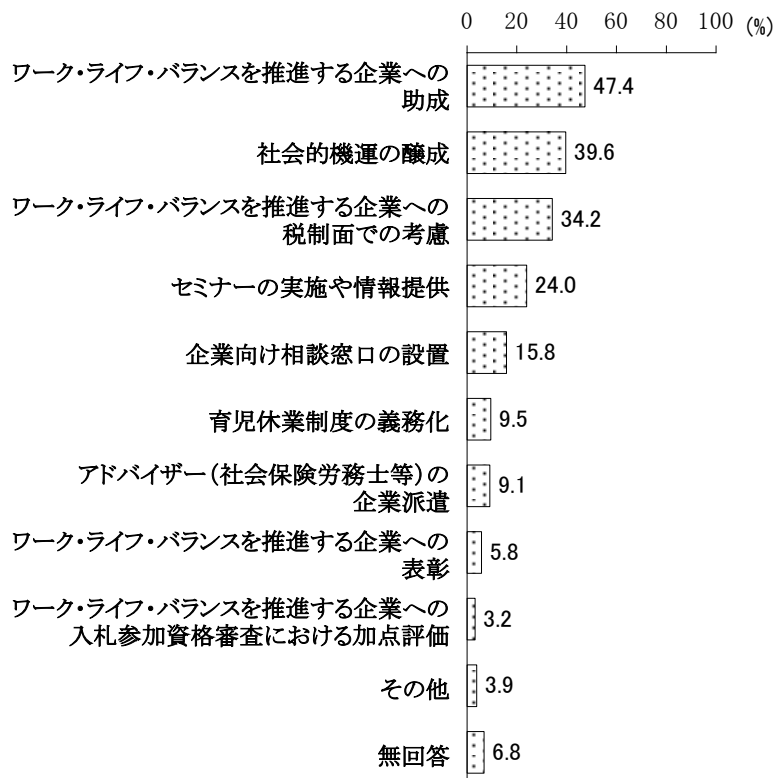 0 20 40 60 80 100 (%)
ワーク・ライフ・バランスを推進する企業への
助成
47.4
社会的機運の醸成
39.6
ワーク・ライフ・バランスを推進する企業への
税制面での考慮
34.2
セミナーの実施や情報提供
24.0
企業向け相談窓口の設置
15.8
育児休業制度の義務化
9.5
アドバイザー(社会保険労務士等)の
企業派遣
9.1
ワーク・ライフ・バランスを推進する企業への
表彰
5.8
ワーク・ライフ・バランスを推進する企業への
入札参加資格審査における加点評価
3.2
その他
3.9
無回答
6.8